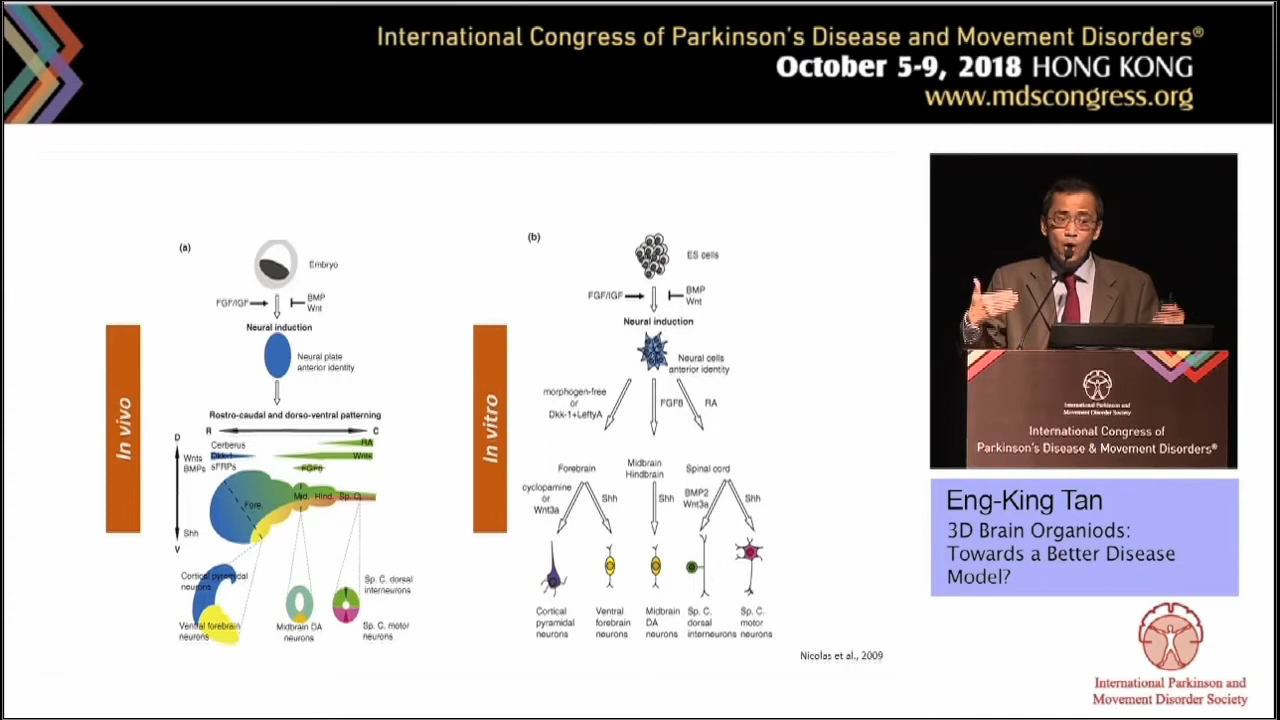 International Congress of Parkinson's Disease and Movement Disorders®
October 5-9, 2018 HONG KONG
www.mdscongress.org
(a)
Embryo
FGF/IGF
BMP
Wnt
Neural induction
Neural plate
anterior identity
Rostro-caudal and dorso-ventral patterning
R
C
D
Cerberus
RA
Wnts
Dkk-1
Wnts
BMPs
sFRPs
FGF8
Fore.
Mid.
Hind.
Sp. C.
Shh
V
Cortical pyramidal
neurons
Sp. C. dorsal
interneurons
Ventral forebrain
neurons
Midbrain DA
neurons
Sp. C. motor
neurons
In vivo
(b)
ES cells
FGF/IGF
BMP
Wnt
Neural induction
Neural cells
anterior identity
morphogen-free
or
Dkk-1+LeftyA
FGF8
RA
Forebrain
Midbrain
Hindbrain
Spinal cord
cyclopamine
or
Wnt3a
Shh
Shh
BMP2
Wnt3a
Shh
Cortical
pyramidal
neurons
Ventral
forebrain
neurons
Midbrain
DA
neurons
Sp. C.
dorsal
interneurons
Sp. C.
motor
neurons
In vitro
Nicolas et al., 2009
International Parkinson and
Movement Disorder Society
International Congress of
Parkinson's Disease & Movement Disorders®
Eng-King Tan
3D Brain Organiods:
Towards a Better Disease
Model?
International Parkinson and
Movement Disorder Society